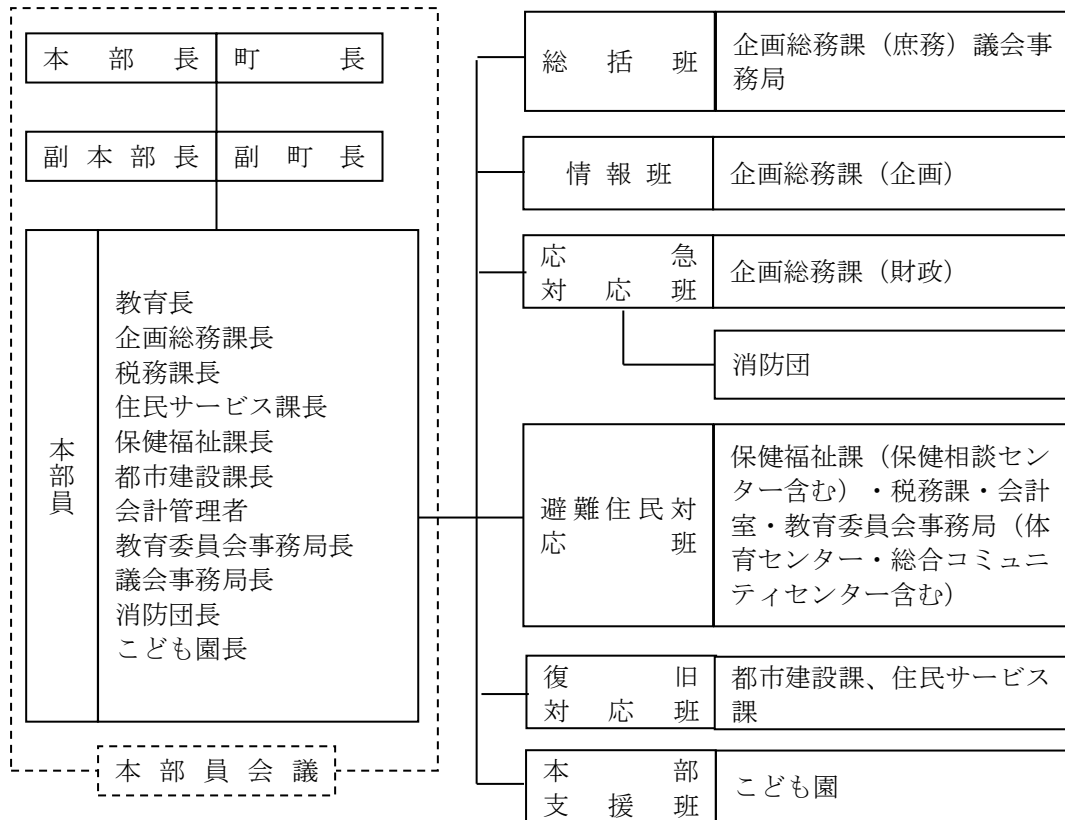 本部長 町長
副本部長 副町長
本部員
教育長
企画総務課長
税務課長
住民サービス課長
保健福祉課長
都市建設課長
会計管理者
教育委員会事務局長
議会事務局長
消防団長
こども園長
本部員会議
総括班
企画総務課（庶務）議会事
務局
情報班
企画総務課（企画）
応急
対応班
企画総務課（財政）
消防団
避難住民対
応班
保健福祉課（保健相談セン
ター含む）・税務課・会計
室・教育委員会事務局（体
育センター・総合コミュニ
ティセンター含む）
復旧
対応班
都市建設課、住民サービス
課
本部
支援班
こども園